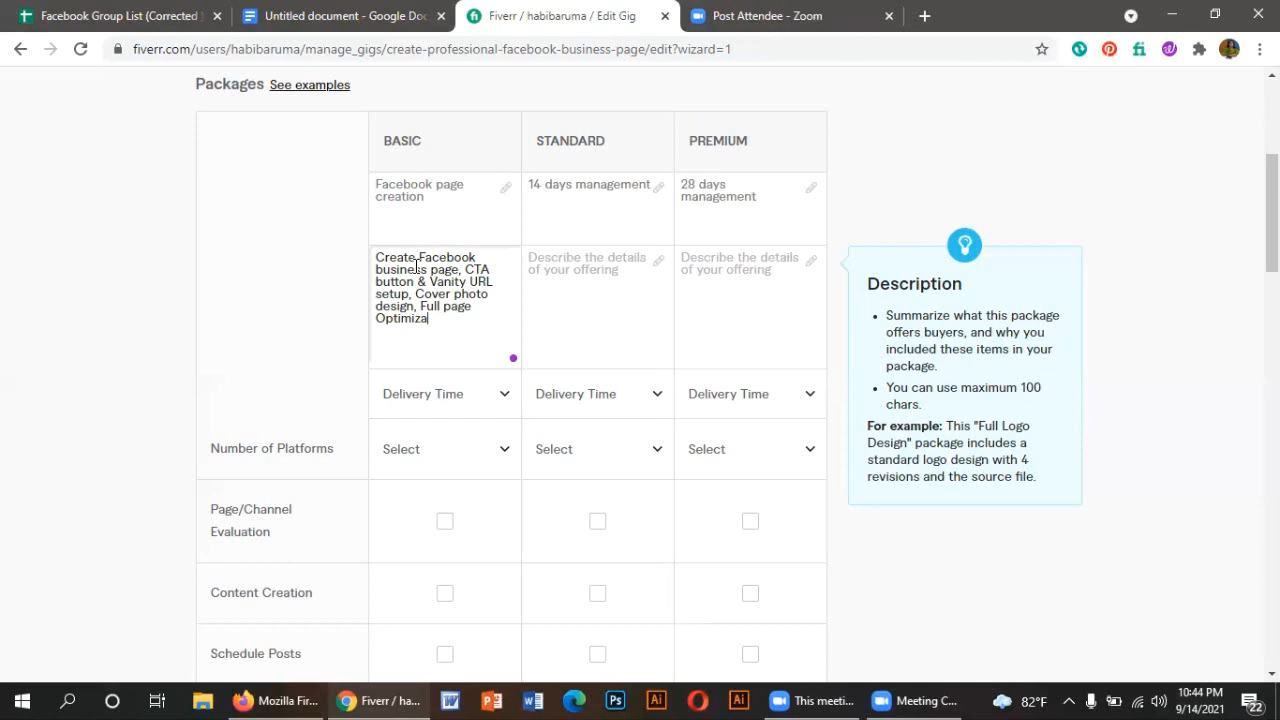 Facebook Group List (Corrected
Untitled document - Google Doc
Fiverr / habibaruma / Edit Gig
Post Attendee - Zoom
fiverr.com/users/habibaruma/manage_gigs/create-professional-facebook-business-page/edit?wizard=1
Packages See examples
BASIC
STANDARD
PREMIUM
Facebook page
creation
14 days management
28 days
management
Create Facebook
business page, CTA
button & Vanity URL
setup, Cover photo
design, Full page
Optimiza
Describe the details
of your offering
Describe the details
of your offering
Description
• Summarize what this package
offers buyers, and why you
included these items in your
package.
• You can use maximum 100
chars.
For example: This "Full Logo
Design" package includes a
standard logo design with 4
revisions and the source file.
Delivery Time
Delivery Time
Delivery Time
Number of Platforms
Select
Select
Select
Page/Channel
Evaluation
Content Creation
Schedule Posts
Mozilla Fir...
Fiverr / ha...
This meeti...
Meeting C...
82°F
10:44 PM
9/14/2021
22